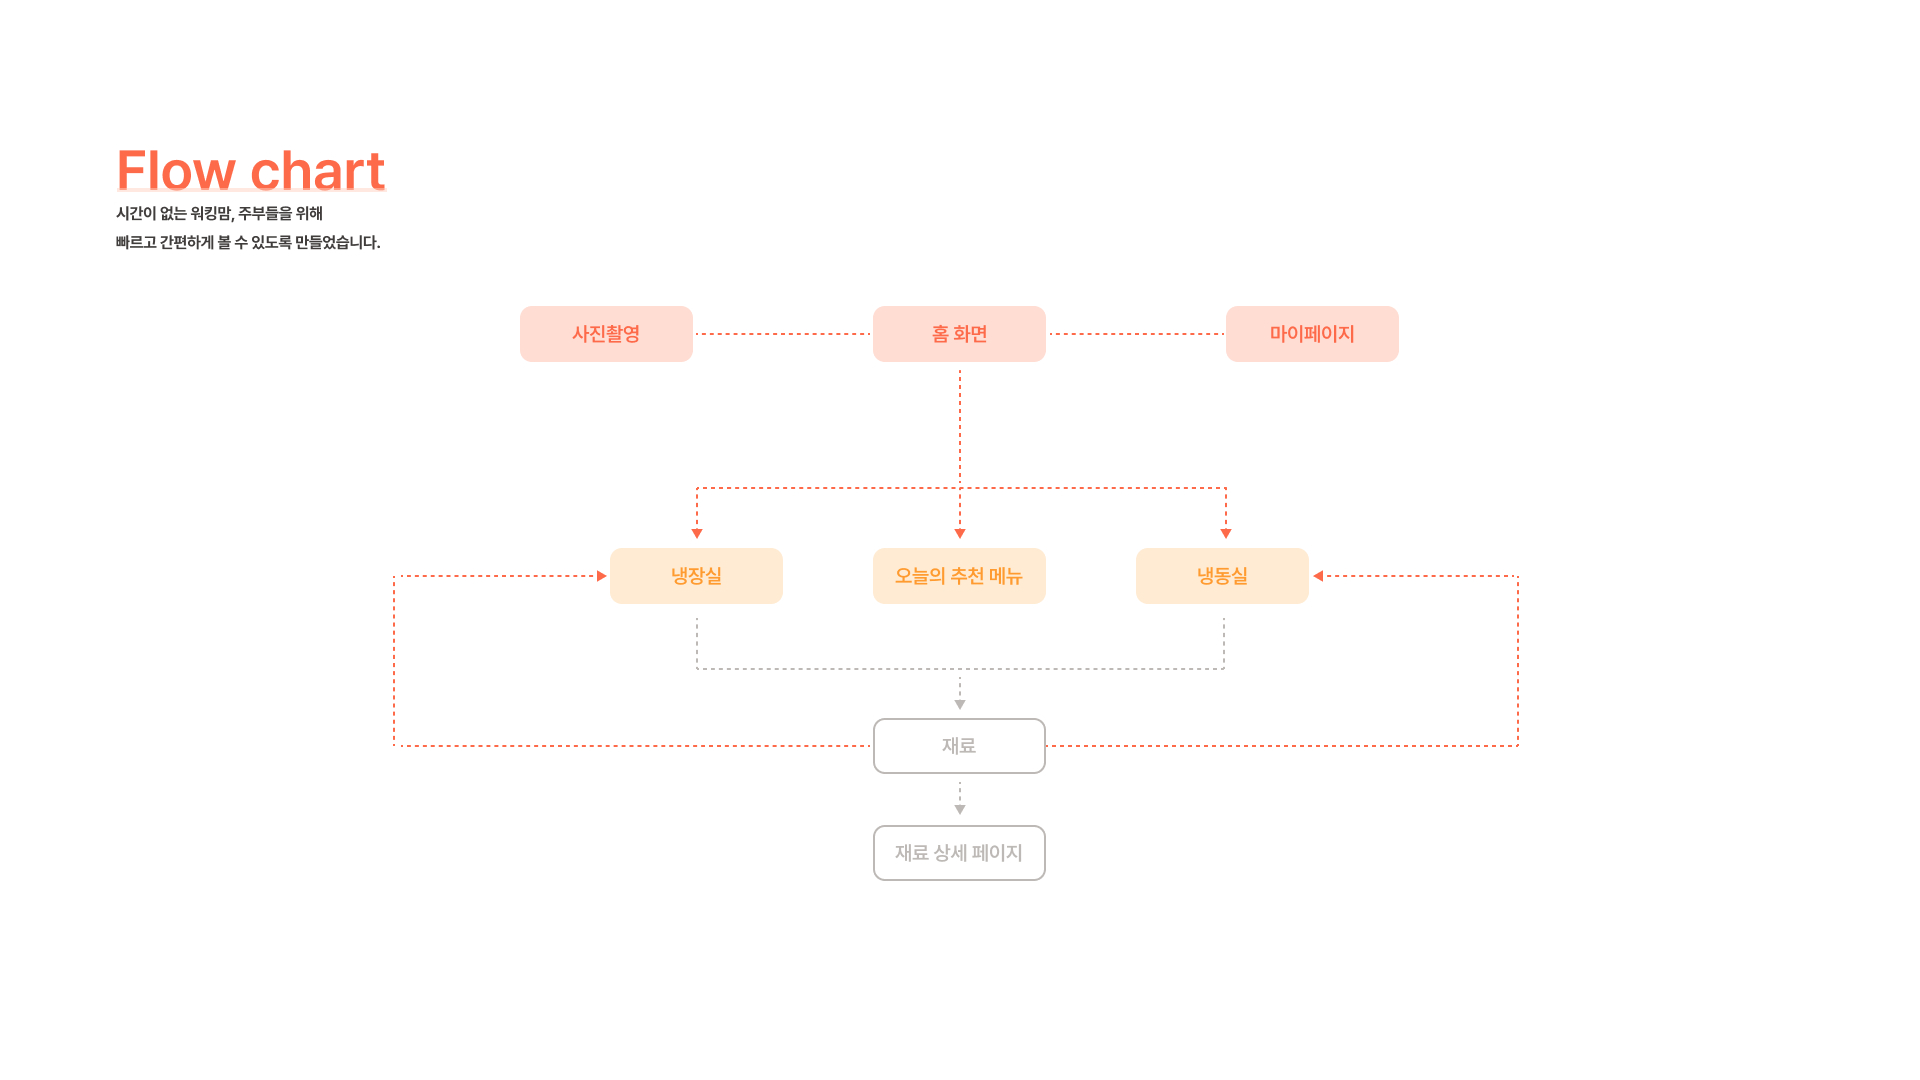 Flow chart
시간이 없는 워킹맘, 주부들을 위해
빠르고 간편하게 볼 수 있도록 만들었습니다.
사진촬영
홈 화면
마이페이지
냉장실
오늘의 추천 메뉴
냉동실
재료
재료 상세 페이지